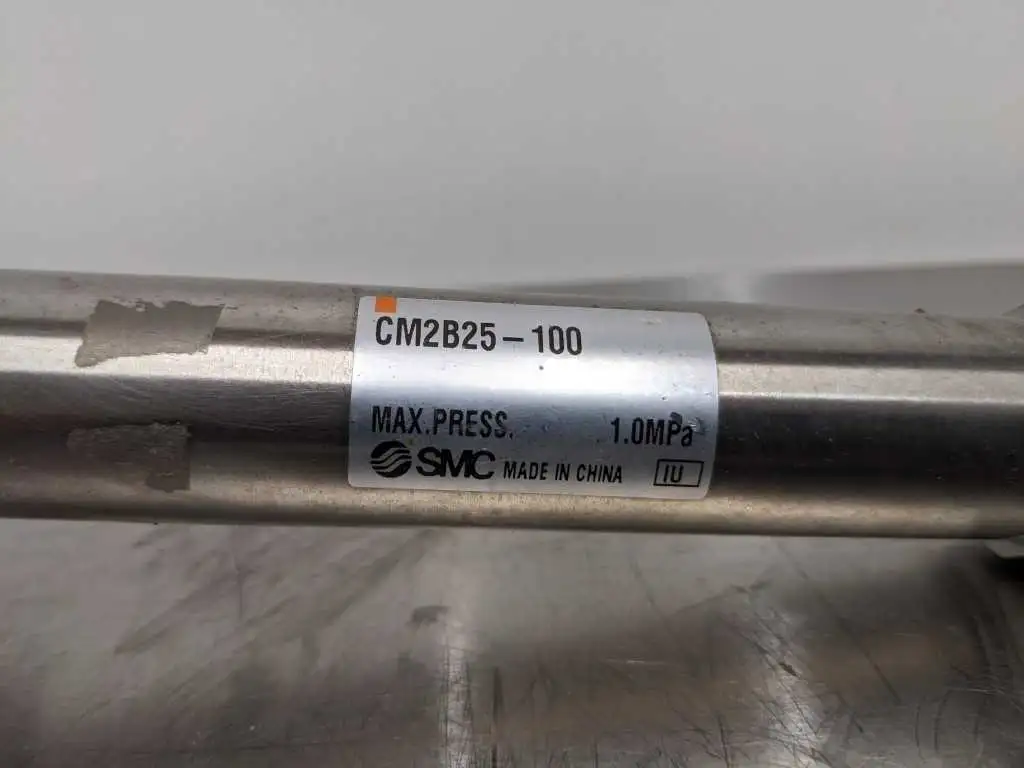 CM2B25-100
MAX.PRESS. 1.0MPa
SMC MADE IN CHINA IU